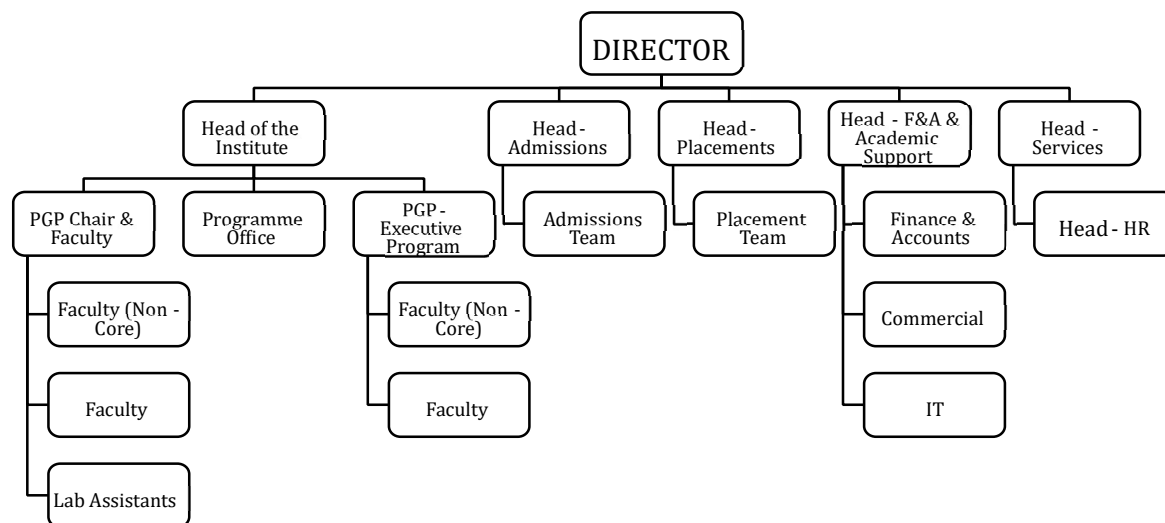 DIRECTOR
Head of the
Institute
Head -
Admissions
Head -
Placements
Head - F&A &
Academic
Support
Head -
Services
PGP Chair &
Faculty
Programme
Office
PGP -
Executive
Program
Admissions
Team
Placement
Team
Finance &
Accounts
Head - HR
Faculty (Non -
Core)
Faculty (Non -
Core)
Commercial
Faculty
Faculty
IT
Lab Assistants